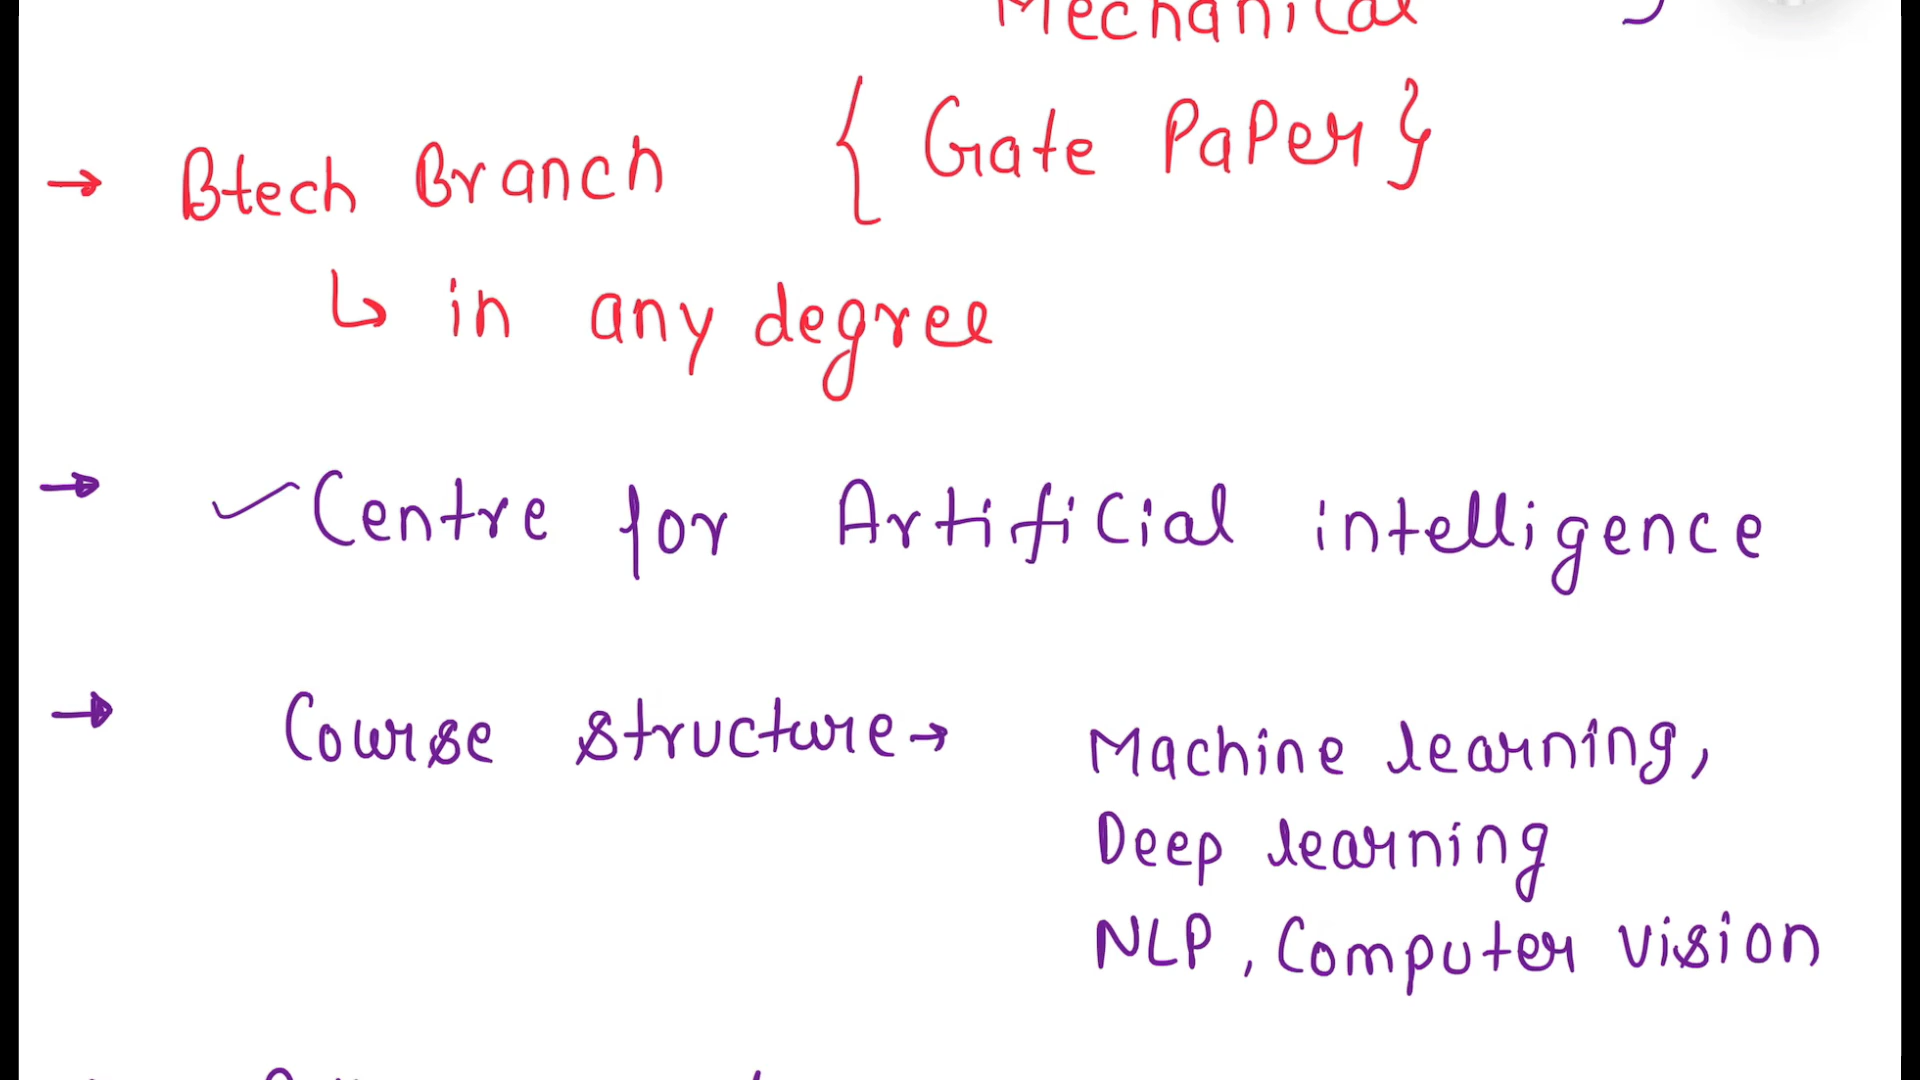 Mechanical
→ Btech Branch { Gate Paper }
↳ in any degree
→ ✓ Centre for Artificial intelligence
→ Course structure → Machine learning,
Deep learning
NLP, Computer vision